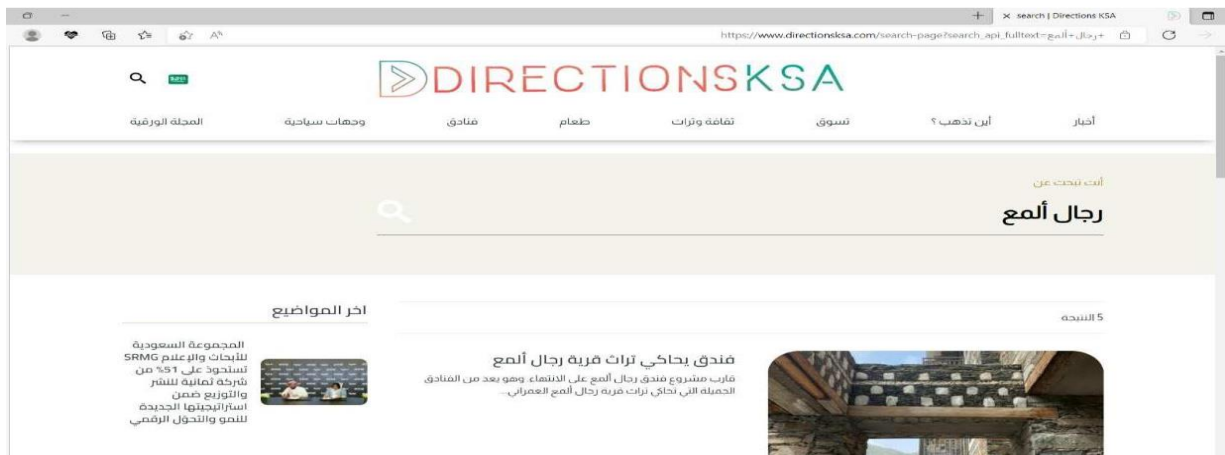 search | Directions KSA
https://www.directionsksa.com/search-page?search_api_fulltext=رجال+ألمع+
DIRECTIONSKSA
أخبار
أين تذهب ؟
تسوق
ثقافة وتراث
طعام
فنادق
وجهات سياحية
المجلة الورقية
أنت تبحث عن
رجال ألمع
5 النتيجة
فندق يحاكي تراث قرية رجال ألمع
قارب مشروع فندق رجال ألمع على الانتهاء، وهو يعد من الفنادق
الجميلة التي تحاكي تراث قرية رجال ألمع العمراني...
اخر المواضيع
المجموعة السعودية
للأبحاث والإعلام SRMG
تستحوذ على 51% من
شركة ثمانية للنشر
والتوزيع ضمن
استراتيجيتها الجديدة
للنمو والتحوّل الرقمي